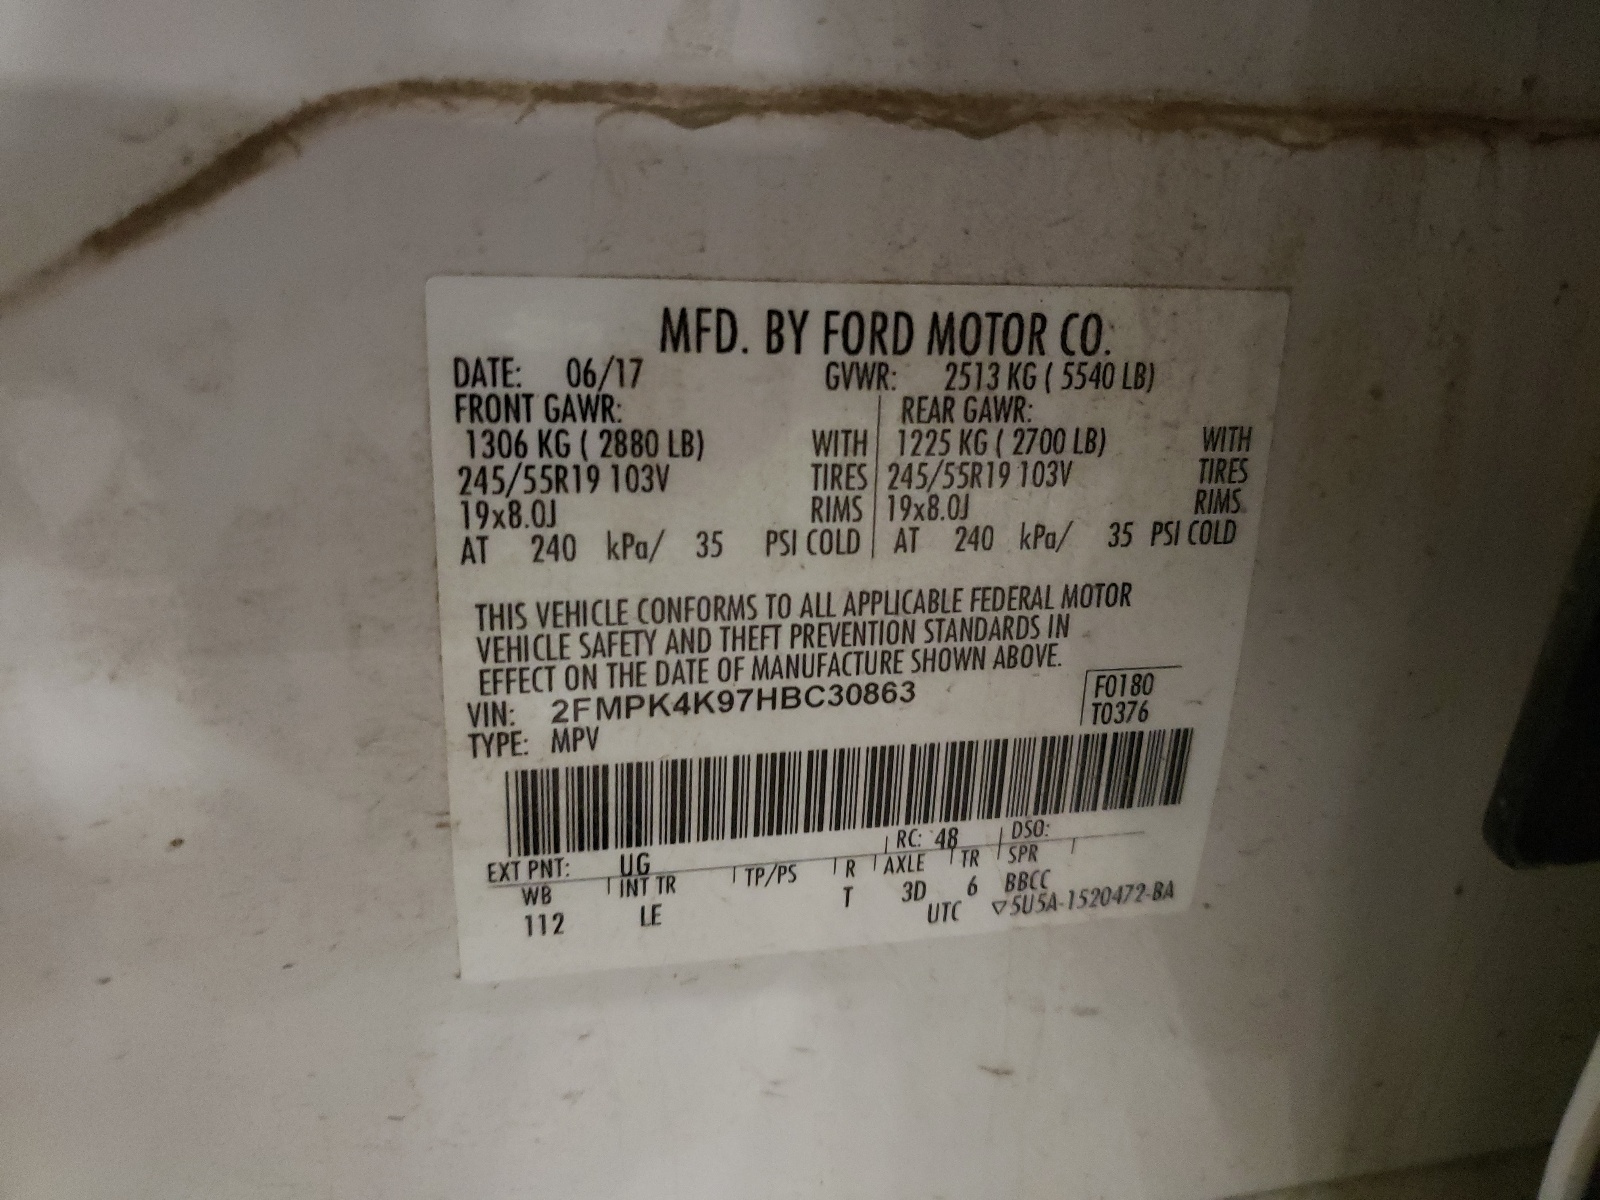 MFD. BY FORD MOTOR CO.
DATE: 06/17 GVWR: 2513 KG ( 5540 LB)
FRONT GAWR: REAR GAWR:
1306 KG ( 2880 LB) WITH 1225 KG ( 2700 LB) WITH
245/55R19 103V TIRES 245/55R19 103V TIRES
19x8.0J RIMS 19x8.0J RIMS
AT 240 kPa/ 35 PSI COLD AT 240 kPa/ 35 PSI COLD
THIS VEHICLE CONFORMS TO ALL APPLICABLE FEDERAL MOTOR
VEHICLE SAFETY AND THEFT PREVENTION STANDARDS IN
EFFECT ON THE DATE OF MANUFACTURE SHOWN ABOVE.
VIN: 2FMPK4K97HBC30863 F0180
TYPE: MPV T0376
EXT PNT: UG RC: 48 DSO:
WB INT TR TP/PS R AXLE TR SPR
112 LE T 3D 6 BBCC
UTC ▽5U5A-1520472-BA